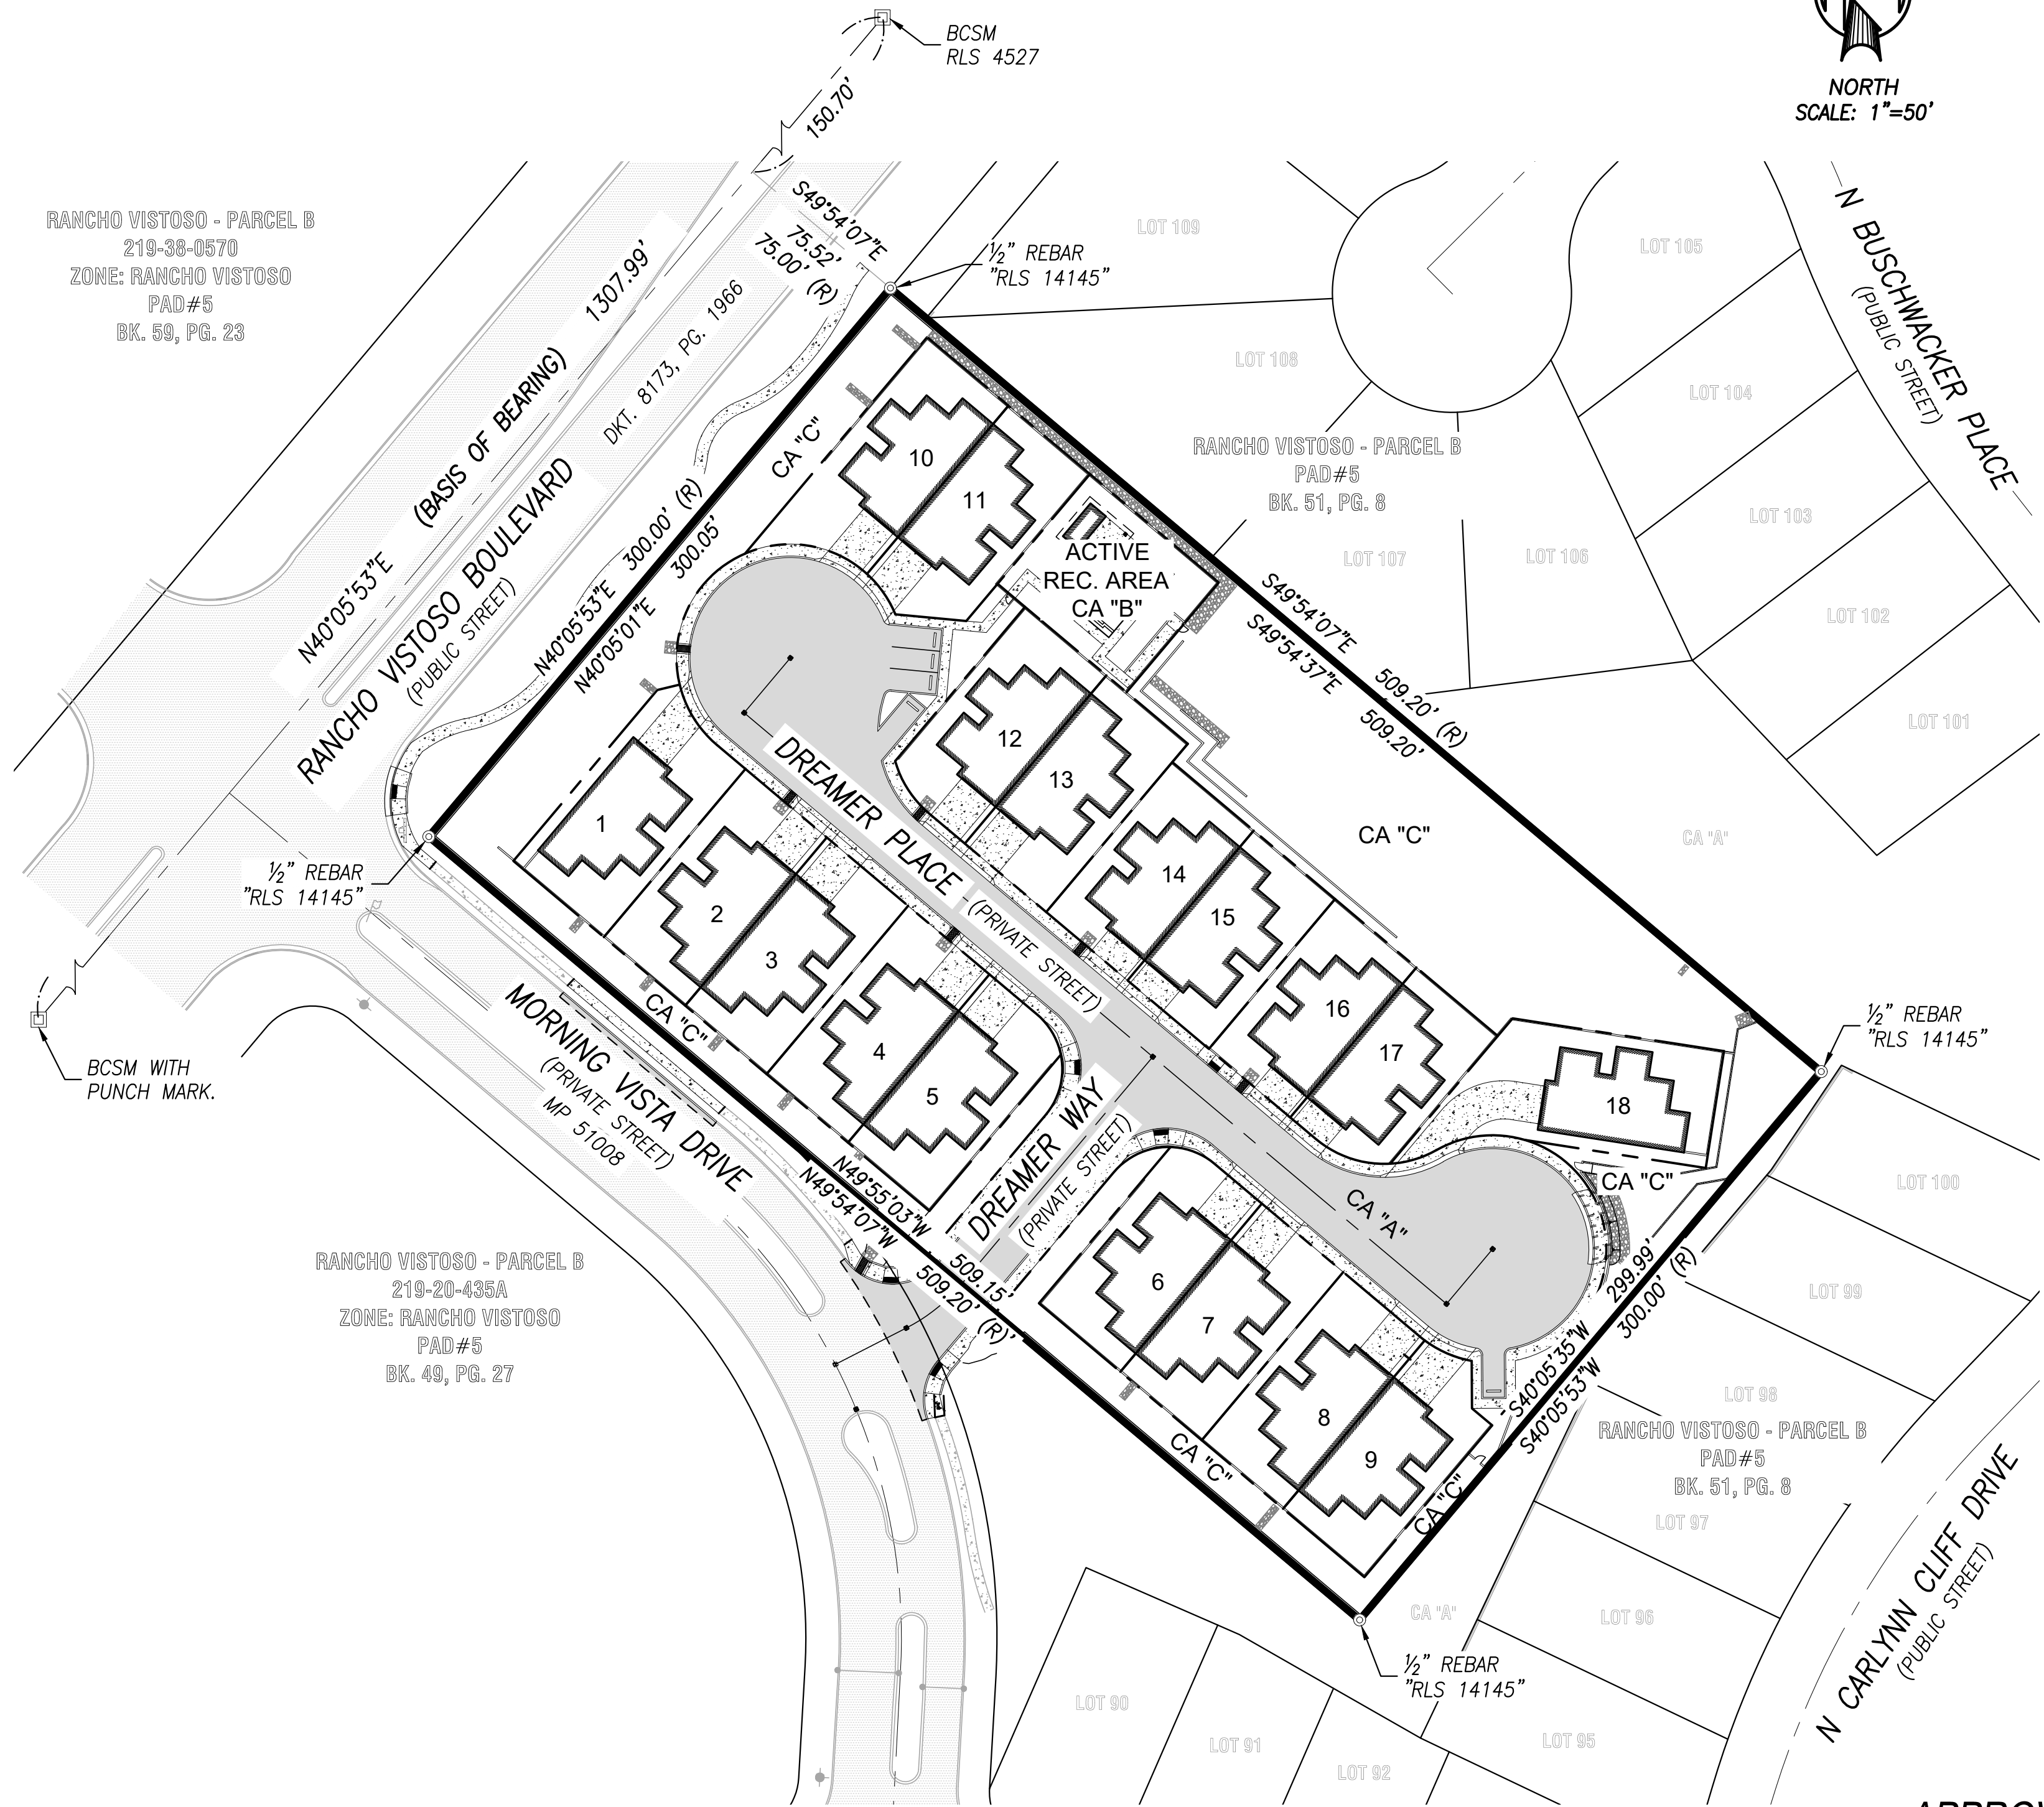 BCSM
RLS 4527
NORTH
SCALE: 1"=50'
150.70'
S49°54'07"E
75.52'
75.00' (R)
½" REBAR
"RLS 14145"
RANCHO VISTOSO - PARCEL B
219-38-0570
ZONE: RANCHO VISTOSO
PAD#5
BK. 59, PG. 23
N40°05'53"E (BASIS OF BEARING) 1307.99'
DKT. 8173, PG. 1966
RANCHO VISTOSO BOULEVARD
(PUBLIC STREET)
N40°05'53"E 300.00' (R)
N40°05'01"E 300.05'
LOT 109
LOT 108
LOT 107
LOT 106
LOT 105
LOT 104
LOT 103
LOT 102
LOT 101
N BUSCHWACKER PLACE
(PUBLIC STREET)
RANCHO VISTOSO - PARCEL B
PAD#5
BK. 51, PG. 8
CA "C"
10
11
ACTIVE
REC. AREA
CA "B"
S49°54'07"E 509.20' (R)
S49°54'37"E 509.20'
12
13
14
15
16
17
18
CA "C"
CA "A"
DREAMER PLACE
(PRIVATE STREET)
1
2
3
4
5
CA "C"
½" REBAR
"RLS 14145"
BCSM WITH
PUNCH MARK.
MORNING VISTA DRIVE
(PRIVATE STREET)
MP 51008
N49°55'03"W 509.15'
N49°54'07"W 509.20' (R)'
DREAMER WAY
(PRIVATE STREET)
CA "A"
6
7
8
9
CA "C"
CA "C"
CA "C"
½" REBAR
"RLS 14145"
S40°05'35"W 299.99'
S40°05'53"W 300.00' (R)
RANCHO VISTOSO - PARCEL B
219-20-435A
ZONE: RANCHO VISTOSO
PAD#5
BK. 49, PG. 27
LOT 100
LOT 99
LOT 98
RANCHO VISTOSO - PARCEL B
PAD#5
BK. 51, PG. 8
LOT 97
LOT 96
LOT 95
CA "A"
½" REBAR
"RLS 14145"
LOT 90
LOT 91
LOT 92
N CARLYNN CLIFF DRIVE
(PUBLIC STREET)